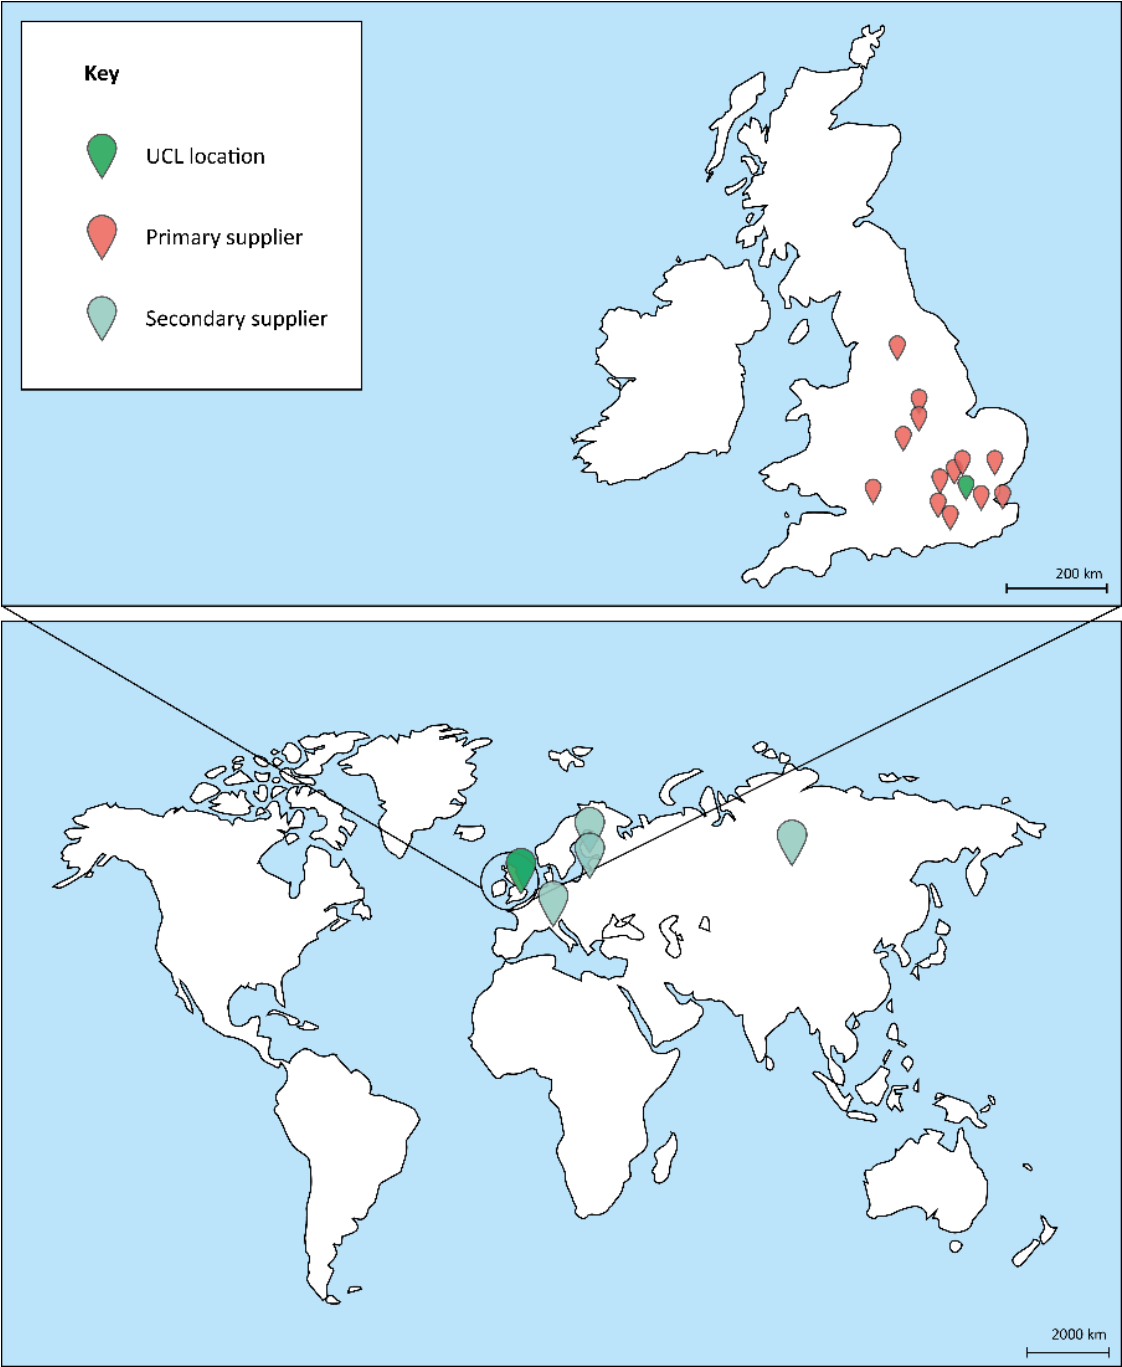 Key
UCL location
Primary supplier
Secondary supplier
200 km
2000 km